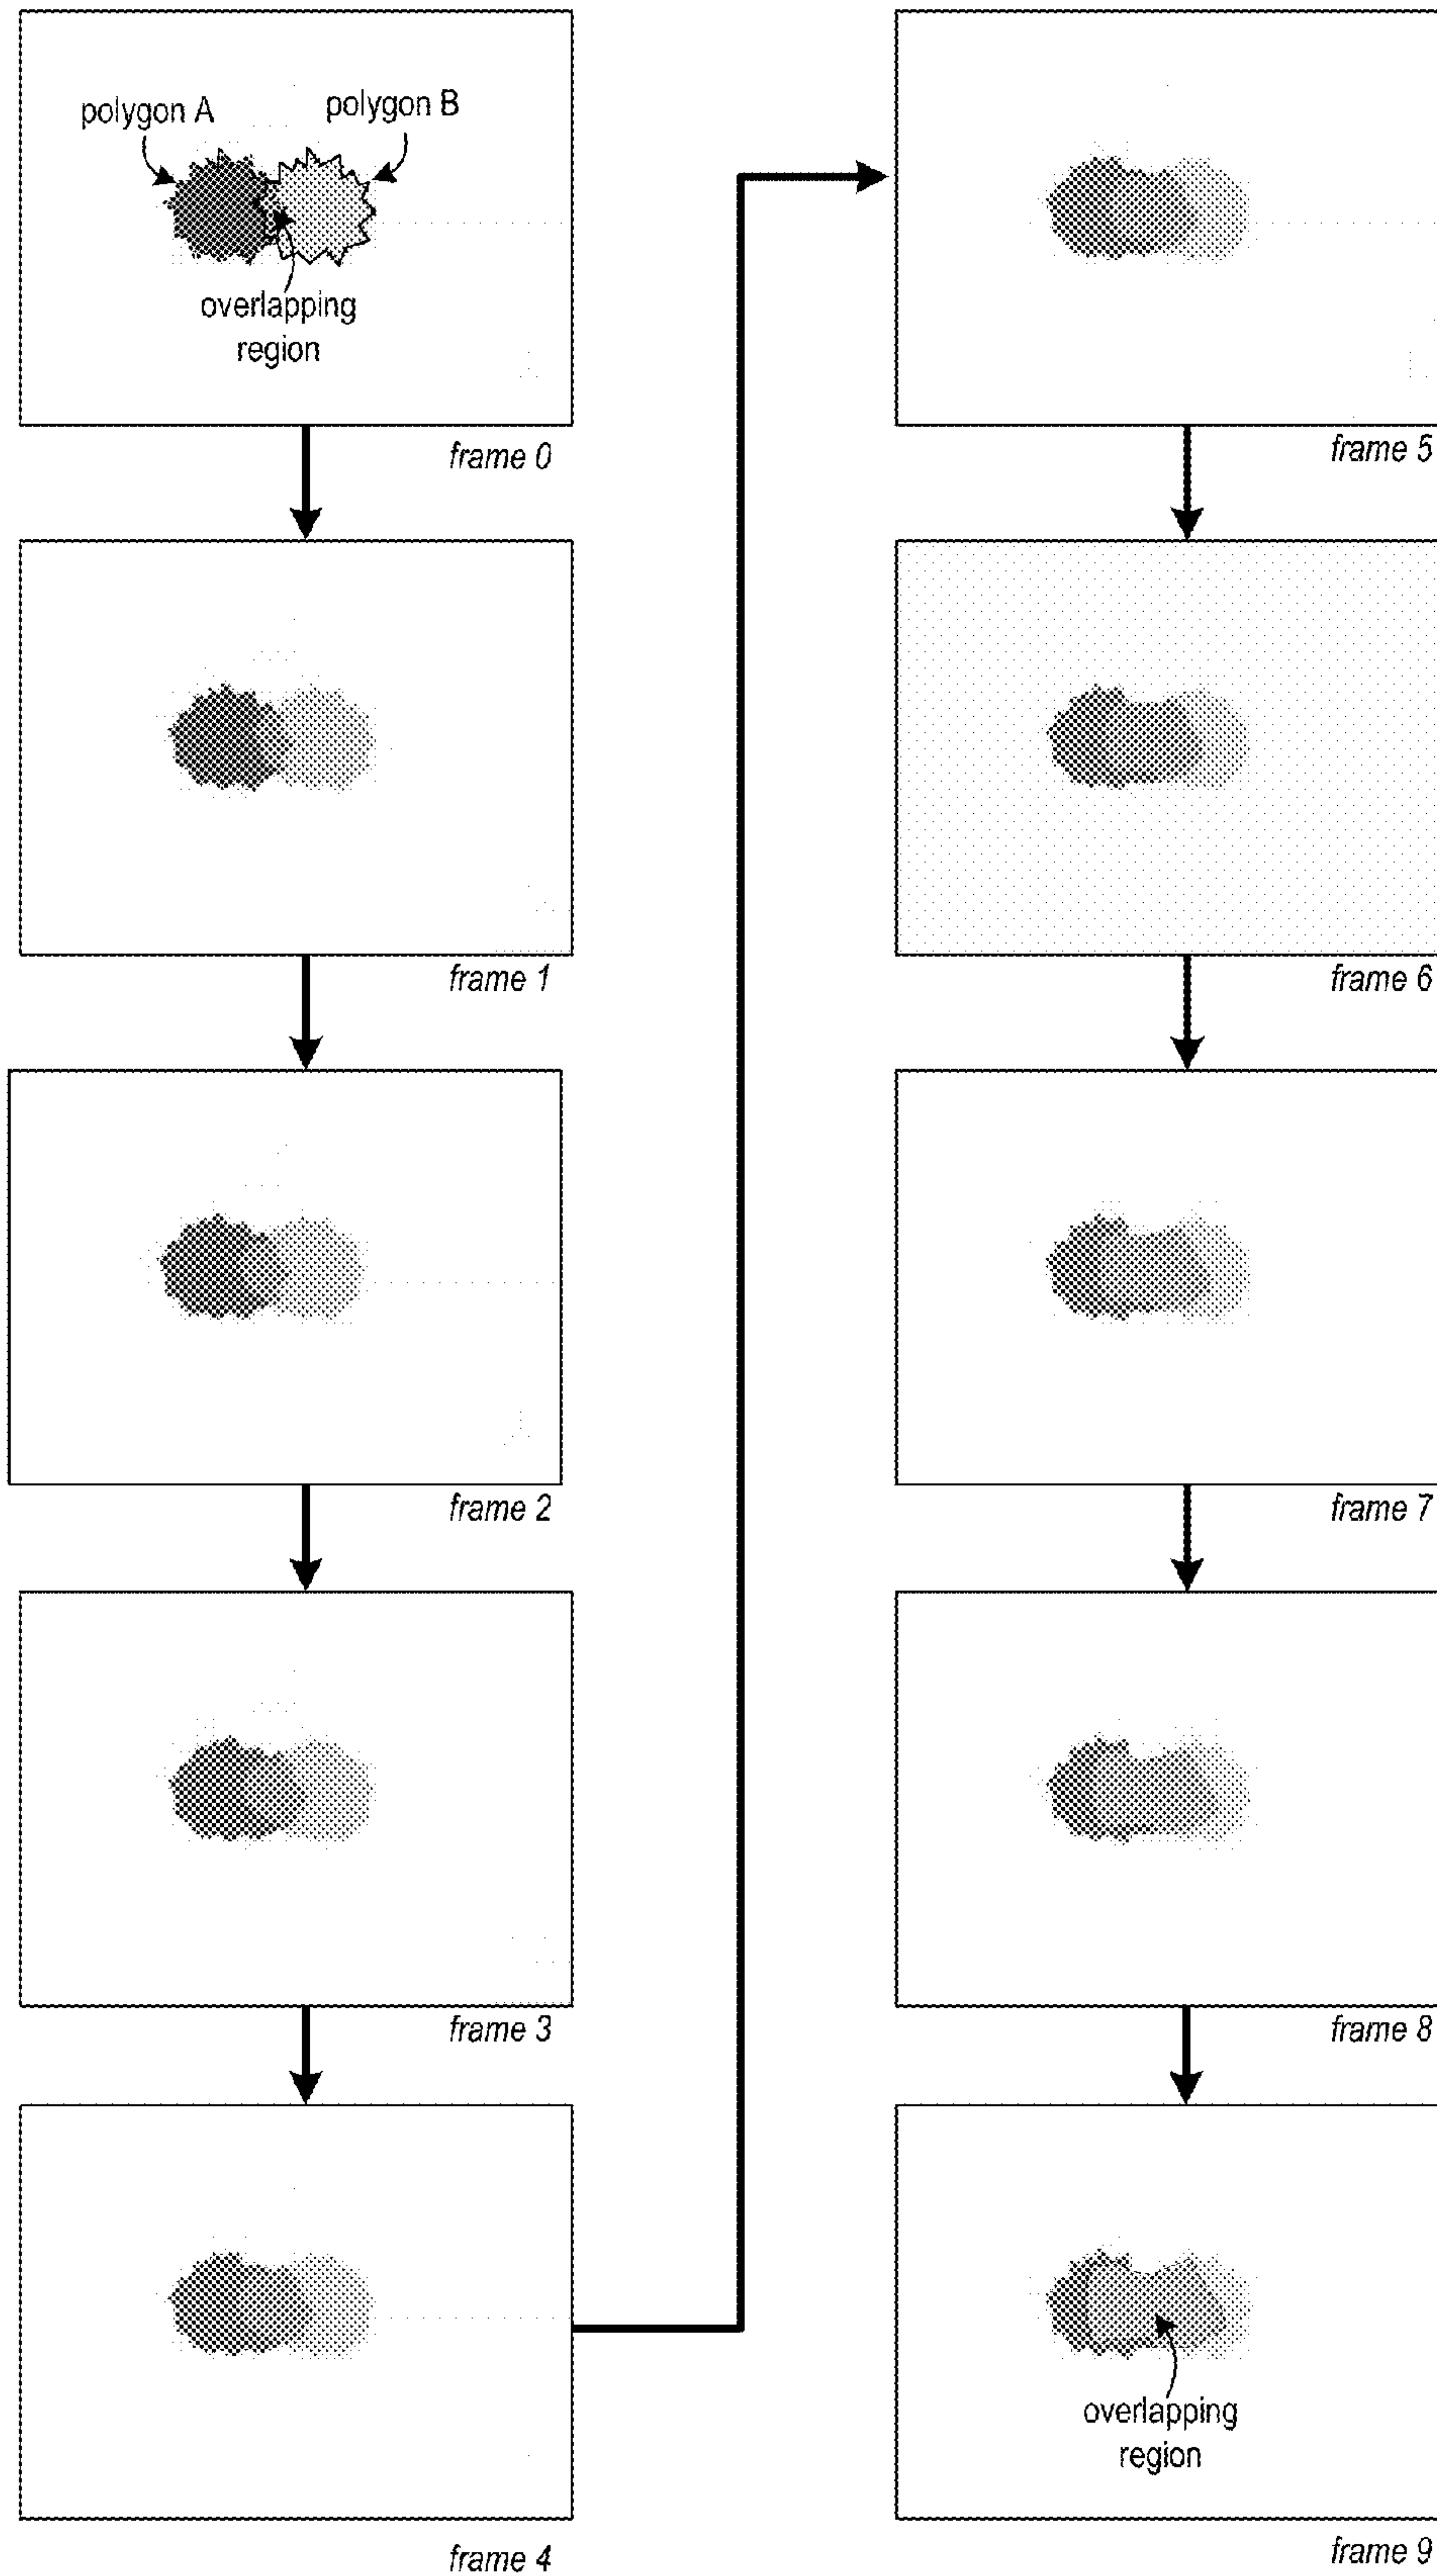 polygon A
polygon B
overlapping
region
frame 0
frame 1
frame 2
frame 3
frame 4
frame 5
frame 6
frame 7
frame 8
overlapping
region
frame 9